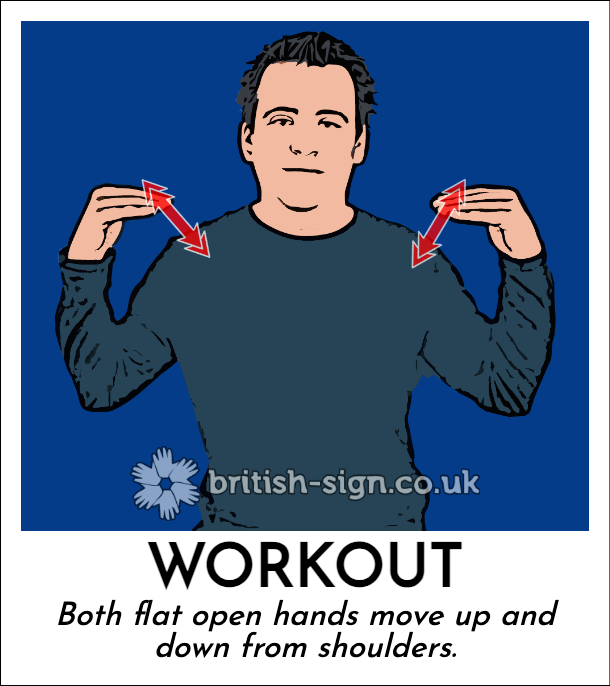 british-sign.co.uk
WORKOUT
Both flat open hands move up and
down from shoulders.